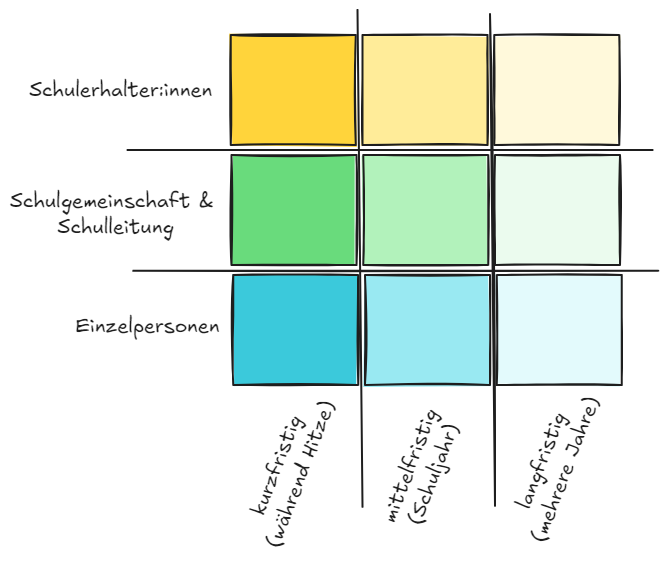 Schulerhalter:innen
Schulgemeinschaft &
Schulleitung
Einzelpersonen
kurzfristig
(während Hitze)
mittelfristig
(Schuljahr)
langfristig
(mehrere Jahre)